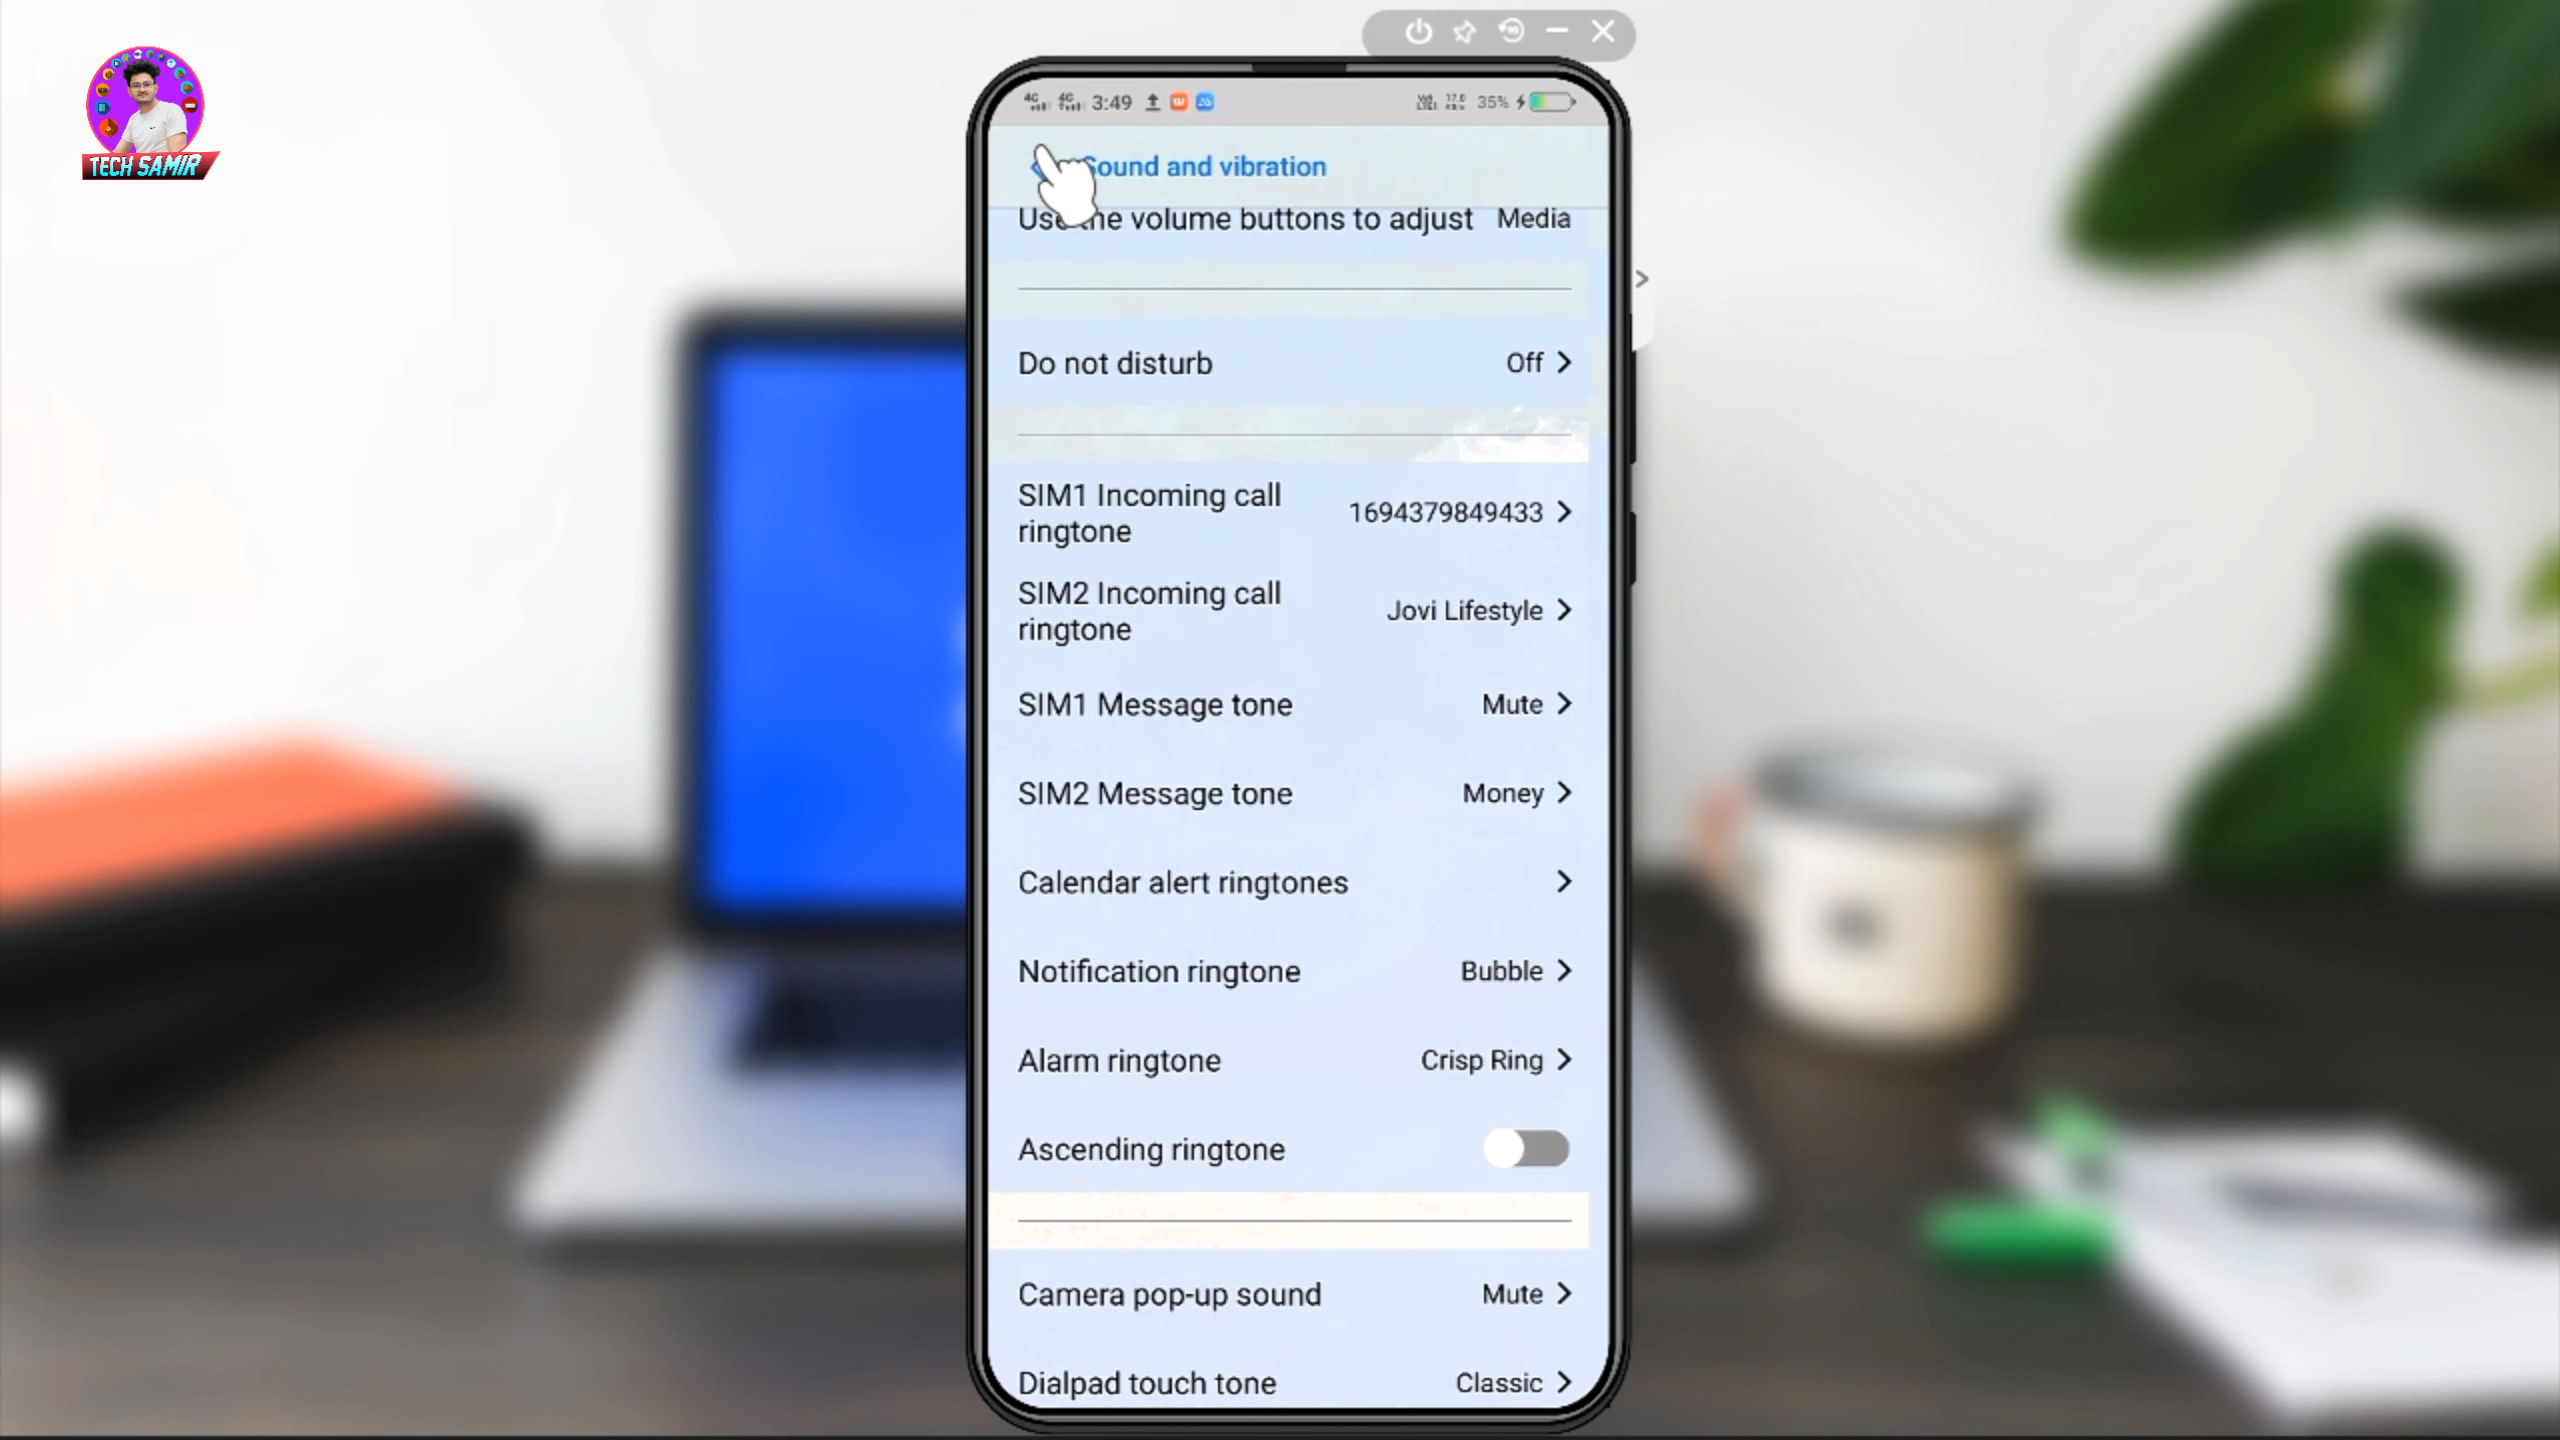 TECH SAMIR
4G 4G 3:49 35%
Sound and vibration
Use the volume buttons to adjust Media
Do not disturb Off
SIM1 Incoming call ringtone 1694379849433
SIM2 Incoming call ringtone Jovi Lifestyle
SIM1 Message tone Mute
SIM2 Message tone Money
Calendar alert ringtones
Notification ringtone Bubble
Alarm ringtone Crisp Ring
Ascending ringtone
Camera pop-up sound Mute
Dialpad touch tone Classic